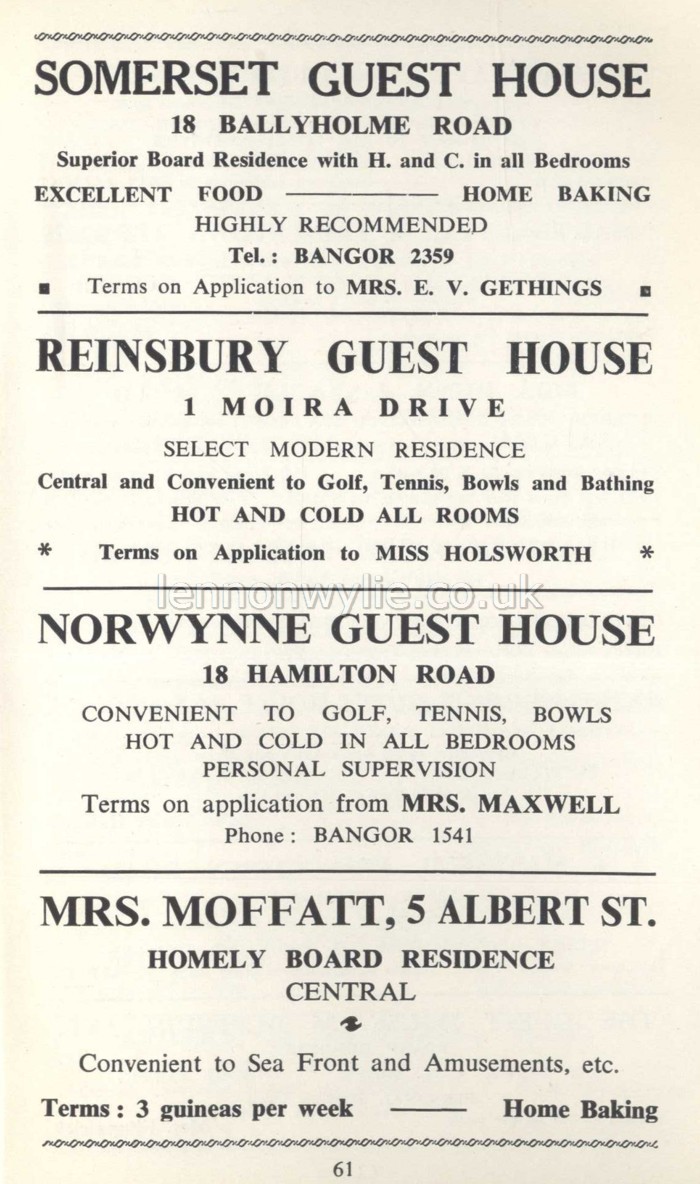 SOMERSET GUEST HOUSE
18 BALLYHOLME ROAD
Superior Board Residence with H. and C. in all Bedrooms
EXCELLENT FOOD ——— HOME BAKING
HIGHLY RECOMMENDED
Tel. : BANGOR 2359
Terms on Application to MRS. E. V. GETHINGS
REINSBURY GUEST HOUSE
1 MOIRA DRIVE
SELECT MODERN RESIDENCE
Central and Convenient to Golf, Tennis, Bowls and Bathing
HOT AND COLD ALL ROOMS
* Terms on Application to MISS HOLSWORTH *
lennonwylie.co.uk
NORWYNNE GUEST HOUSE
18 HAMILTON ROAD
CONVENIENT TO GOLF, TENNIS, BOWLS
HOT AND COLD IN ALL BEDROOMS
PERSONAL SUPERVISION
Terms on application from MRS. MAXWELL
Phone : BANGOR 1541
MRS. MOFFATT, 5 ALBERT ST.
HOMELY BOARD RESIDENCE
CENTRAL
Convenient to Sea Front and Amusements, etc.
Terms : 3 guineas per week ——— Home Baking
61